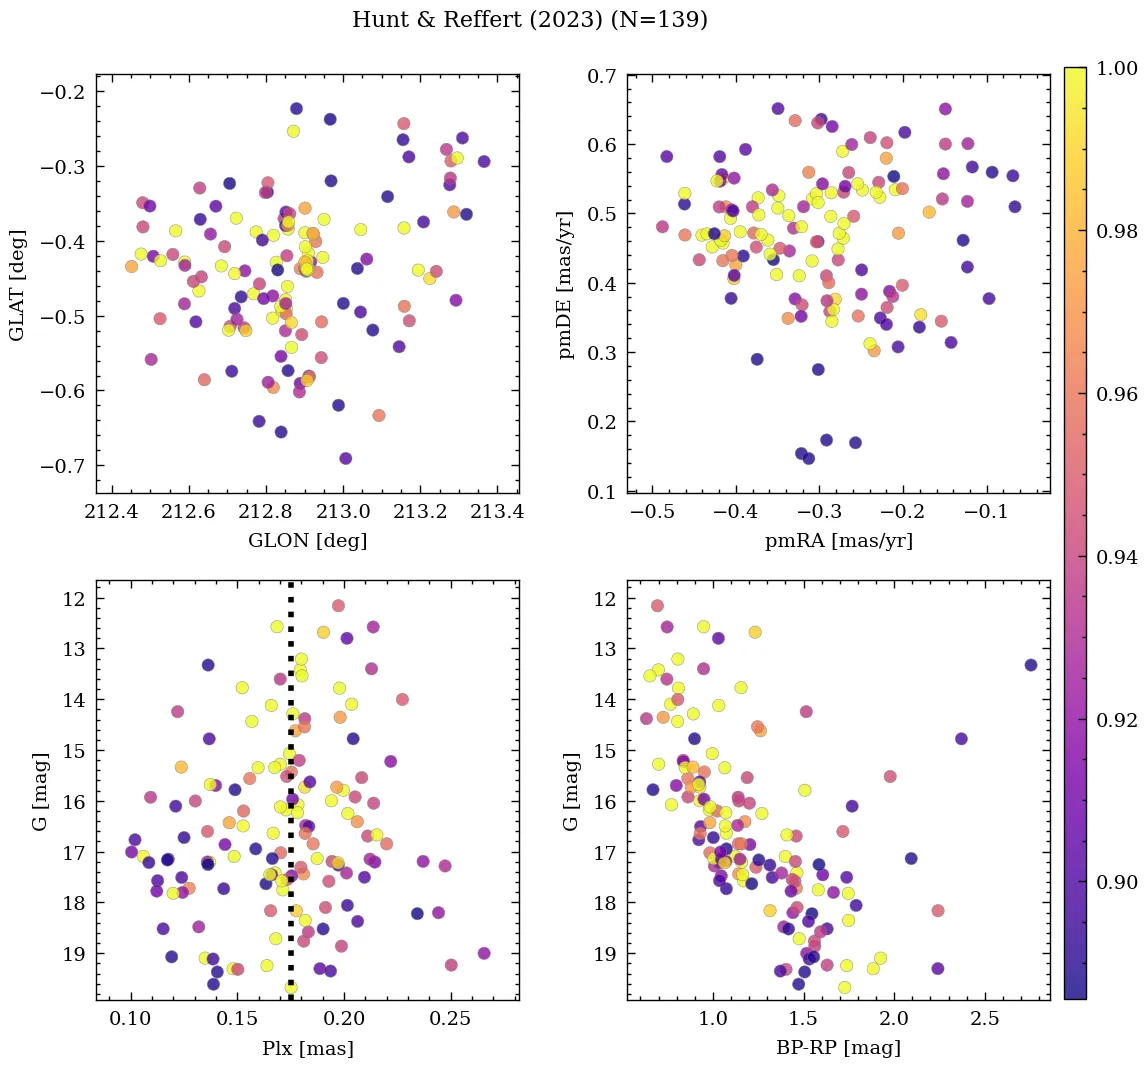 Hunt & Reffert (2023) (N=139)
−0.2
−0.3
−0.4
−0.5
−0.6
−0.7
GLAT [deg]
212.4 212.6 212.8 213.0 213.2 213.4
GLON [deg]
0.7
0.6
0.5
0.4
0.3
0.2
0.1
pmDE [mas/yr]
−0.5 −0.4 −0.3 −0.2 −0.1
pmRA [mas/yr]
12
13
14
15
16
17
18
19
G [mag]
0.10 0.15 0.20 0.25
Plx [mas]
12
13
14
15
16
17
18
19
G [mag]
1.0 1.5 2.0 2.5
BP-RP [mag]
1.00
0.98
0.96
0.94
0.92
0.90